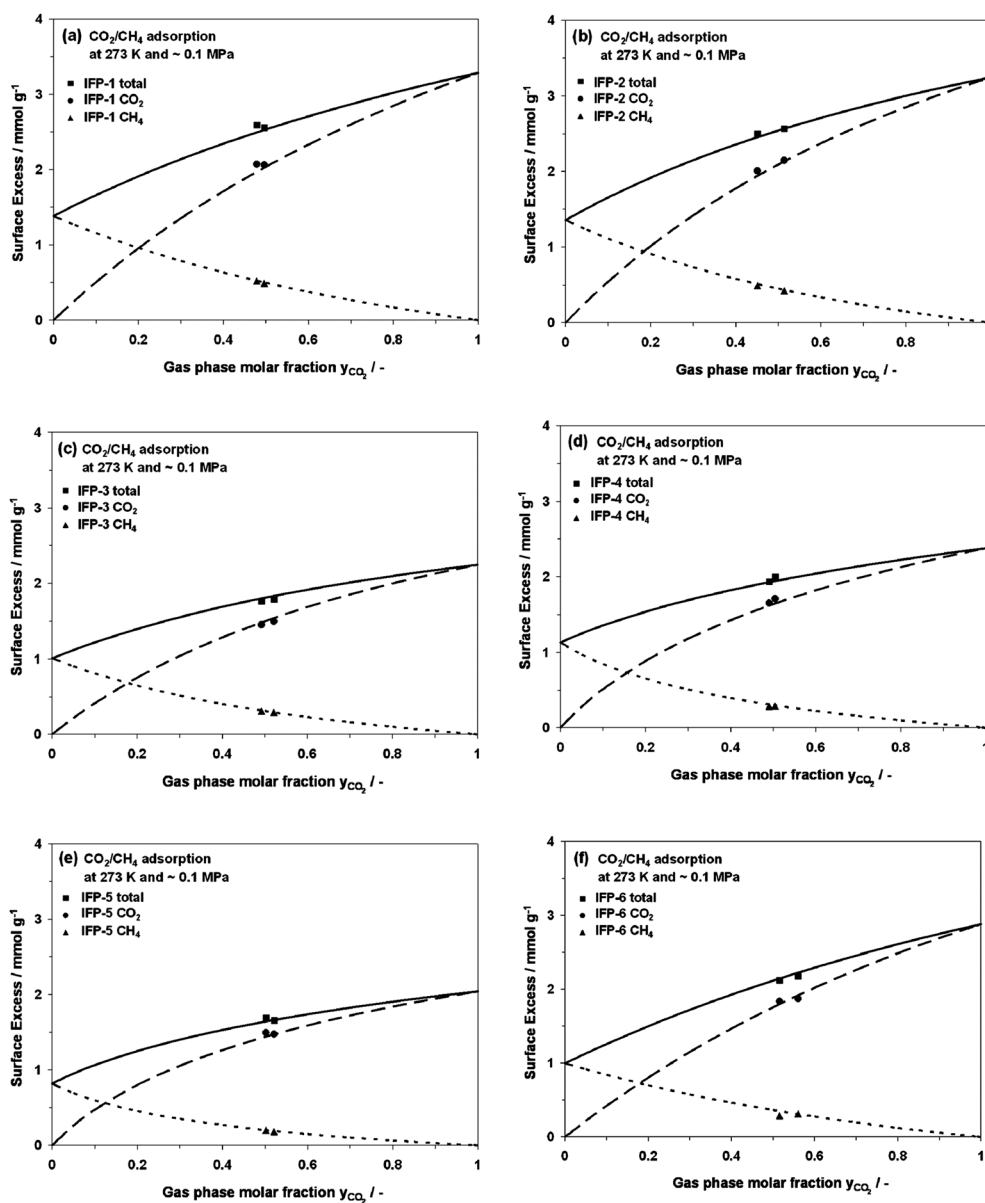 (a) CO₂/CH₄ adsorption
at 273 K and ~ 0.1 MPa
IFP-1 total
IFP-1 CO₂
IFP-1 CH₄
Surface Excess / mmol g⁻¹
4
3
2
1
0
0 0.2 0.4 0.6 0.8 1
Gas phase molar fraction y_CO₂ / -
(b) CO₂/CH₄ adsorption
at 273 K and ~ 0.1 MPa
IFP-2 total
IFP-2 CO₂
IFP-2 CH₄
Surface Excess / mmol g⁻¹
4
3
2
1
0
0 0.2 0.4 0.6 0.8 1
Gas phase molar fraction y_CO₂ / -
(c) CO₂/CH₄ adsorption
at 273 K and ~ 0.1 MPa
IFP-3 total
IFP-3 CO₂
IFP-3 CH₄
Surface Excess / mmol g⁻¹
4
3
2
1
0
0 0.2 0.4 0.6 0.8 1
Gas phase molar fraction y_CO₂ / -
(d) CO₂/CH₄ adsorption
at 273 K and ~ 0.1 MPa
IFP-4 total
IFP-4 CO₂
IFP-4 CH₄
Surface Excess / mmol g⁻¹
4
3
2
1
0
0 0.2 0.4 0.6 0.8 1
Gas phase molar fraction y_CO₂ / -
(e) CO₂/CH₄ adsorption
at 273 K and ~ 0.1 MPa
IFP-5 total
IFP-5 CO₂
IFP-5 CH₄
Surface Excess / mmol g⁻¹
4
3
2
1
0
0 0.2 0.4 0.6 0.8 1
Gas phase molar fraction y_CO₂ / -
(f) CO₂/CH₄ adsorption
at 273 K and ~ 0.1 MPa
IFP-6 total
IFP-6 CO₂
IFP-6 CH₄
Surface Excess / mmol g⁻¹
4
3
2
1
0
0 0.2 0.4 0.6 0.8 1
Gas phase molar fraction y_CO₂ / -